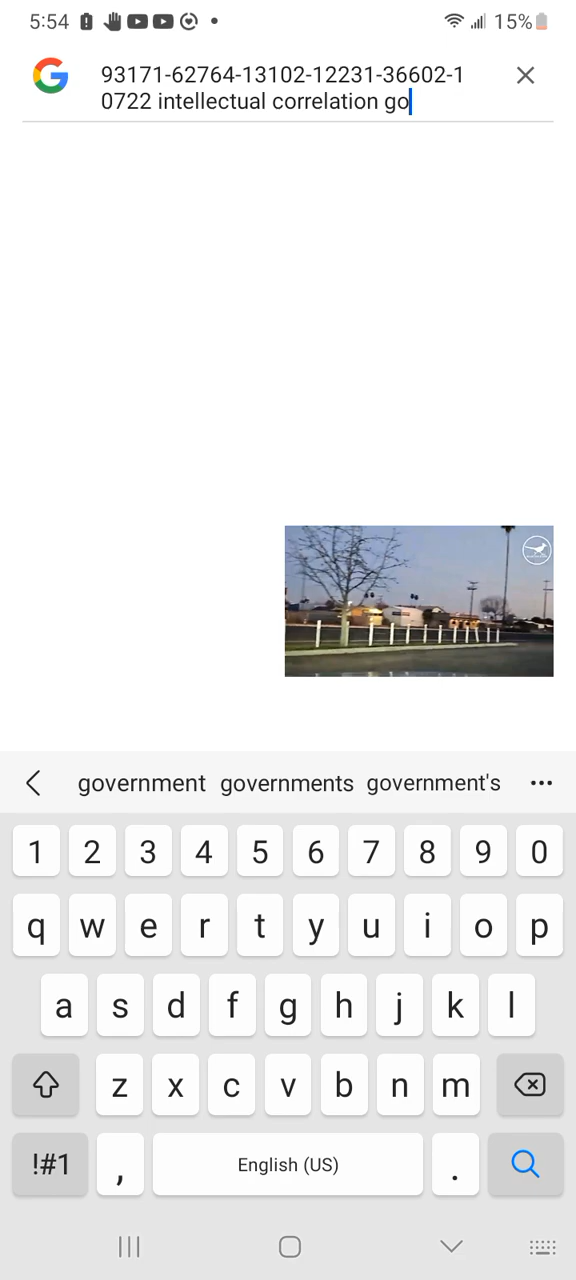 5:54
15%
93171-62764-13102-12231-36602-1
0722 intellectual correlation go
government governments government's
1 2 3 4 5 6 7 8 9 0
q w e r t y u i o p
a s d f g h j k l
z x c v b n m
!#1 , English (US) .